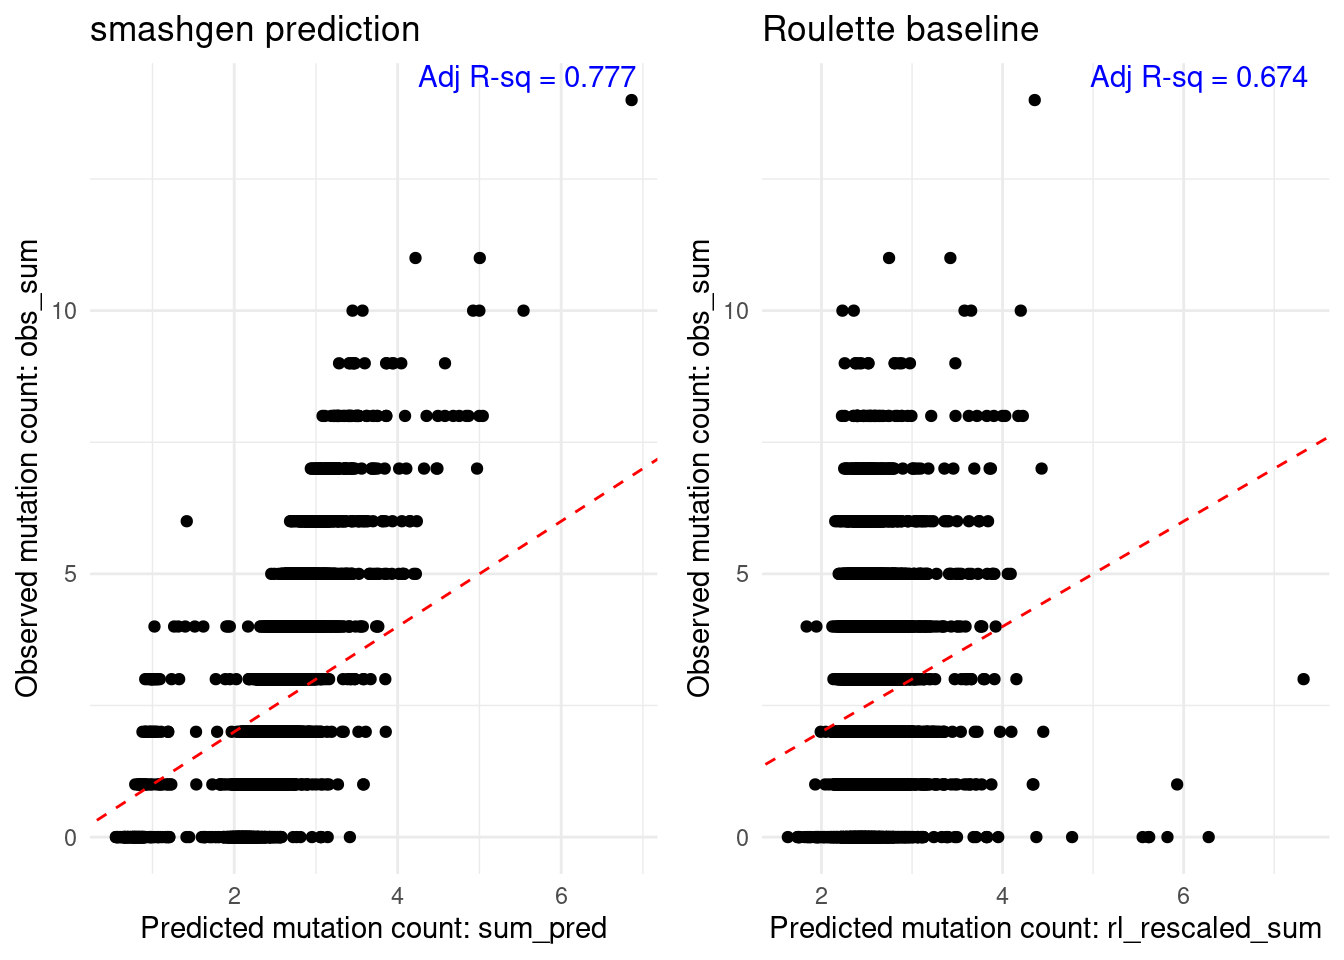 smashgen prediction
Adj R-sq = 0.777
Observed mutation count: obs_sum
10
5
0
2
4
6
Predicted mutation count: sum_pred
Roulette baseline
Adj R-sq = 0.674
Observed mutation count: obs_sum
10
5
0
2
4
6
Predicted mutation count: rl_rescaled_sum